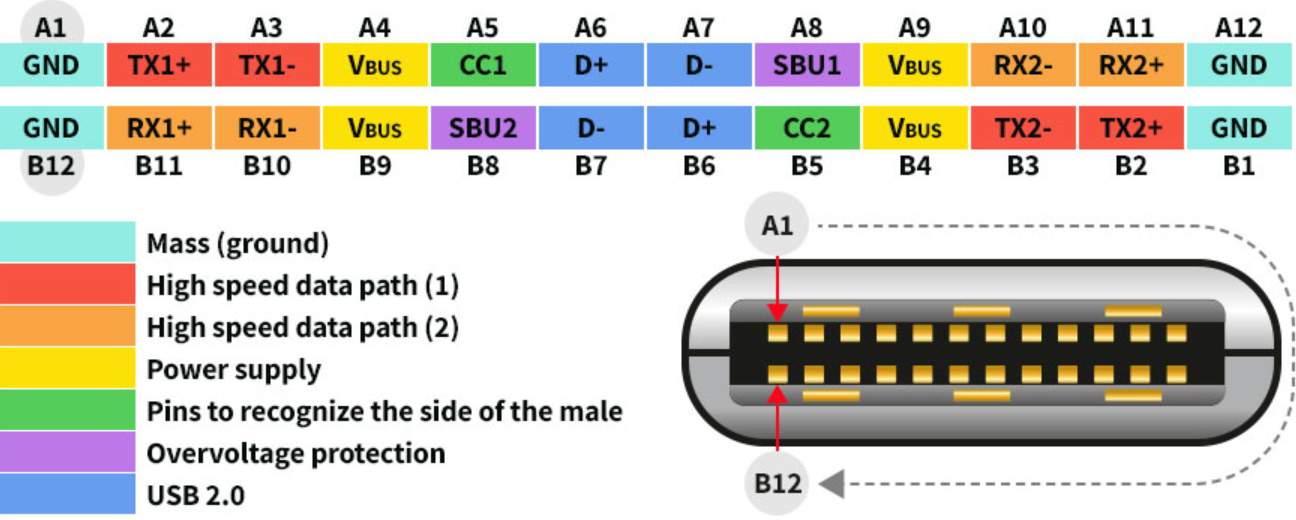 A1 A2 A3 A4 A5 A6 A7 A8 A9 A10 A11 A12
GND TX1+ TX1- VBUS CC1 D+ D- SBU1 VBUS RX2- RX2+ GND
GND RX1+ RX1- VBUS SBU2 D- D+ CC2 VBUS TX2- TX2+ GND
B12 B11 B10 B9 B8 B7 B6 B5 B4 B3 B2 B1
Mass (ground)
High speed data path (1)
High speed data path (2)
Power supply
Pins to recognize the side of the male
Overvoltage protection
USB 2.0
A1
B12